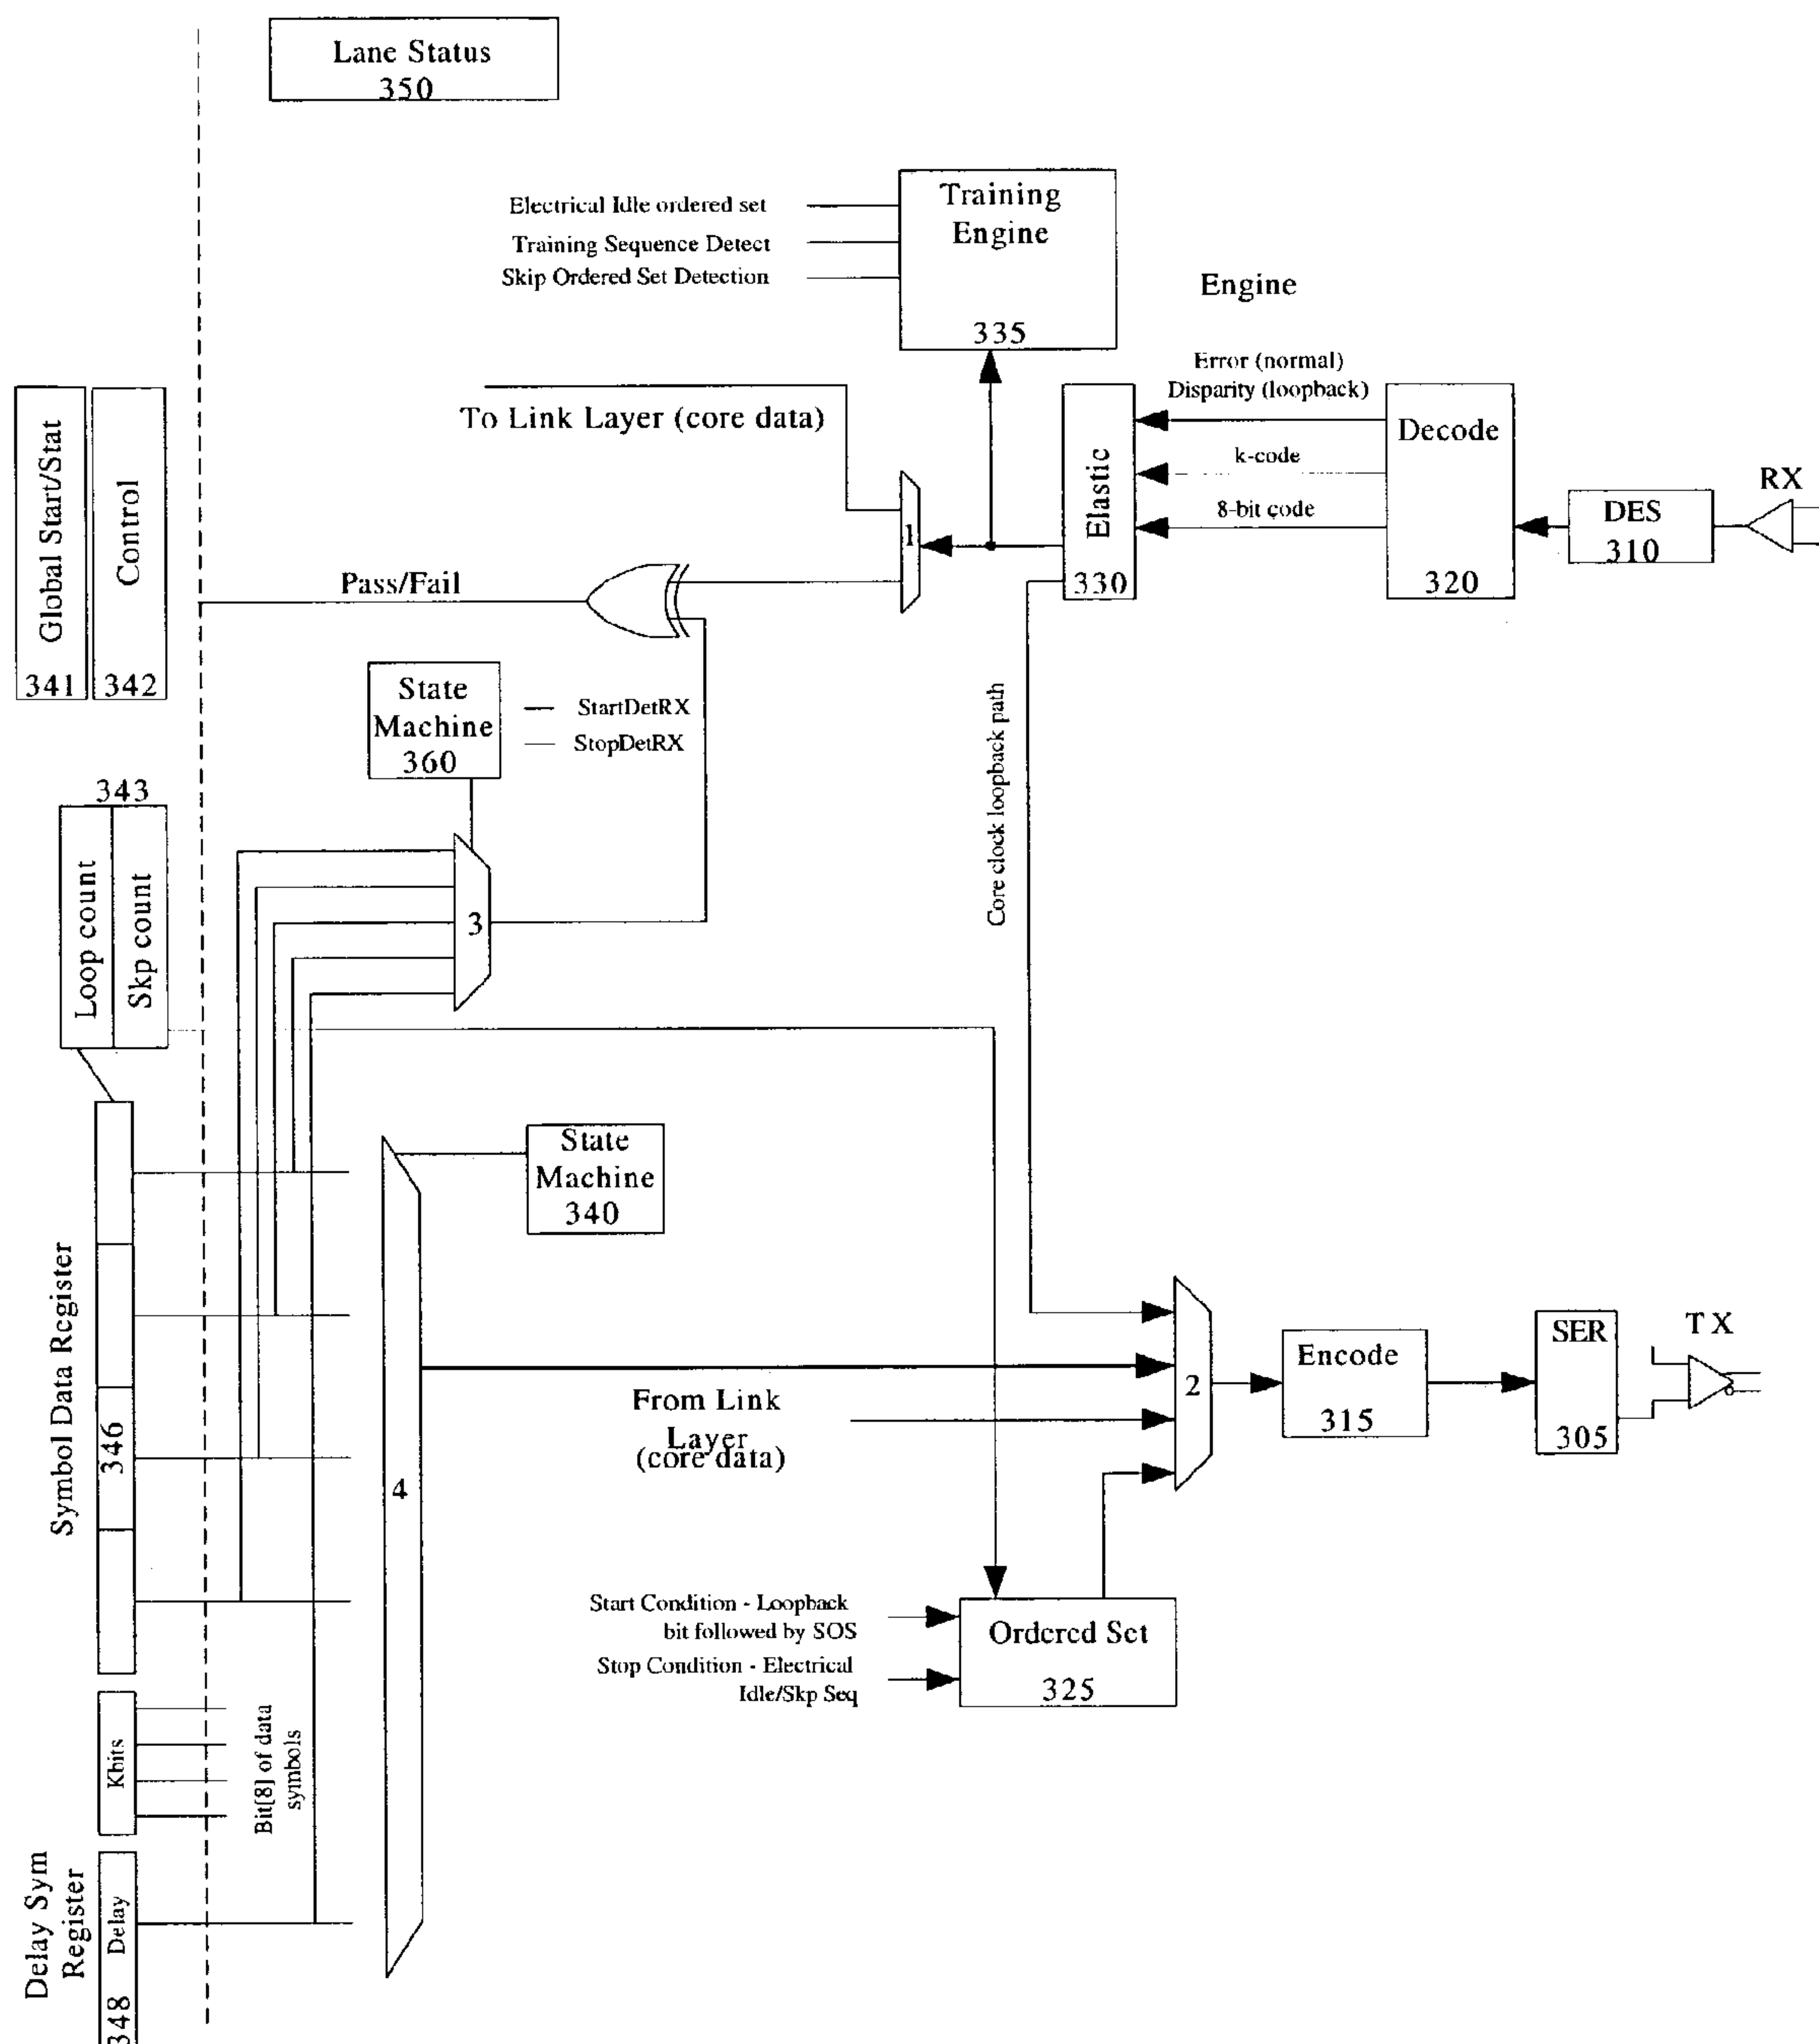 Lane Status
350
Training
Engine
335
Electrical Idle ordered set
Training Sequence Detect
Skip Ordered Set Detection
Engine
Error (normal)
Disparity (loopback)
k-code
8-bit code
Decode
320
DES
310
RX
Elastic
330
To Link Layer (core data)
1
Pass/Fail
Global Start/Stat
341
Control
342
State
Machine
360
StartDetRX
StopDetRX
Core clock loopback path
343
Loop count
Skp count
3
State
Machine
340
Symbol Data Register
346
4
From Link
Layer
(core data)
2
Encode
315
SER
305
TX
Start Condition - Loopback
bit followed by SOS
Stop Condition - Electrical
Idle/Skp Seq
Ordered Set
325
Kbits
Bit[8] of data
symbols
Delay Sym
Register
Delay
348